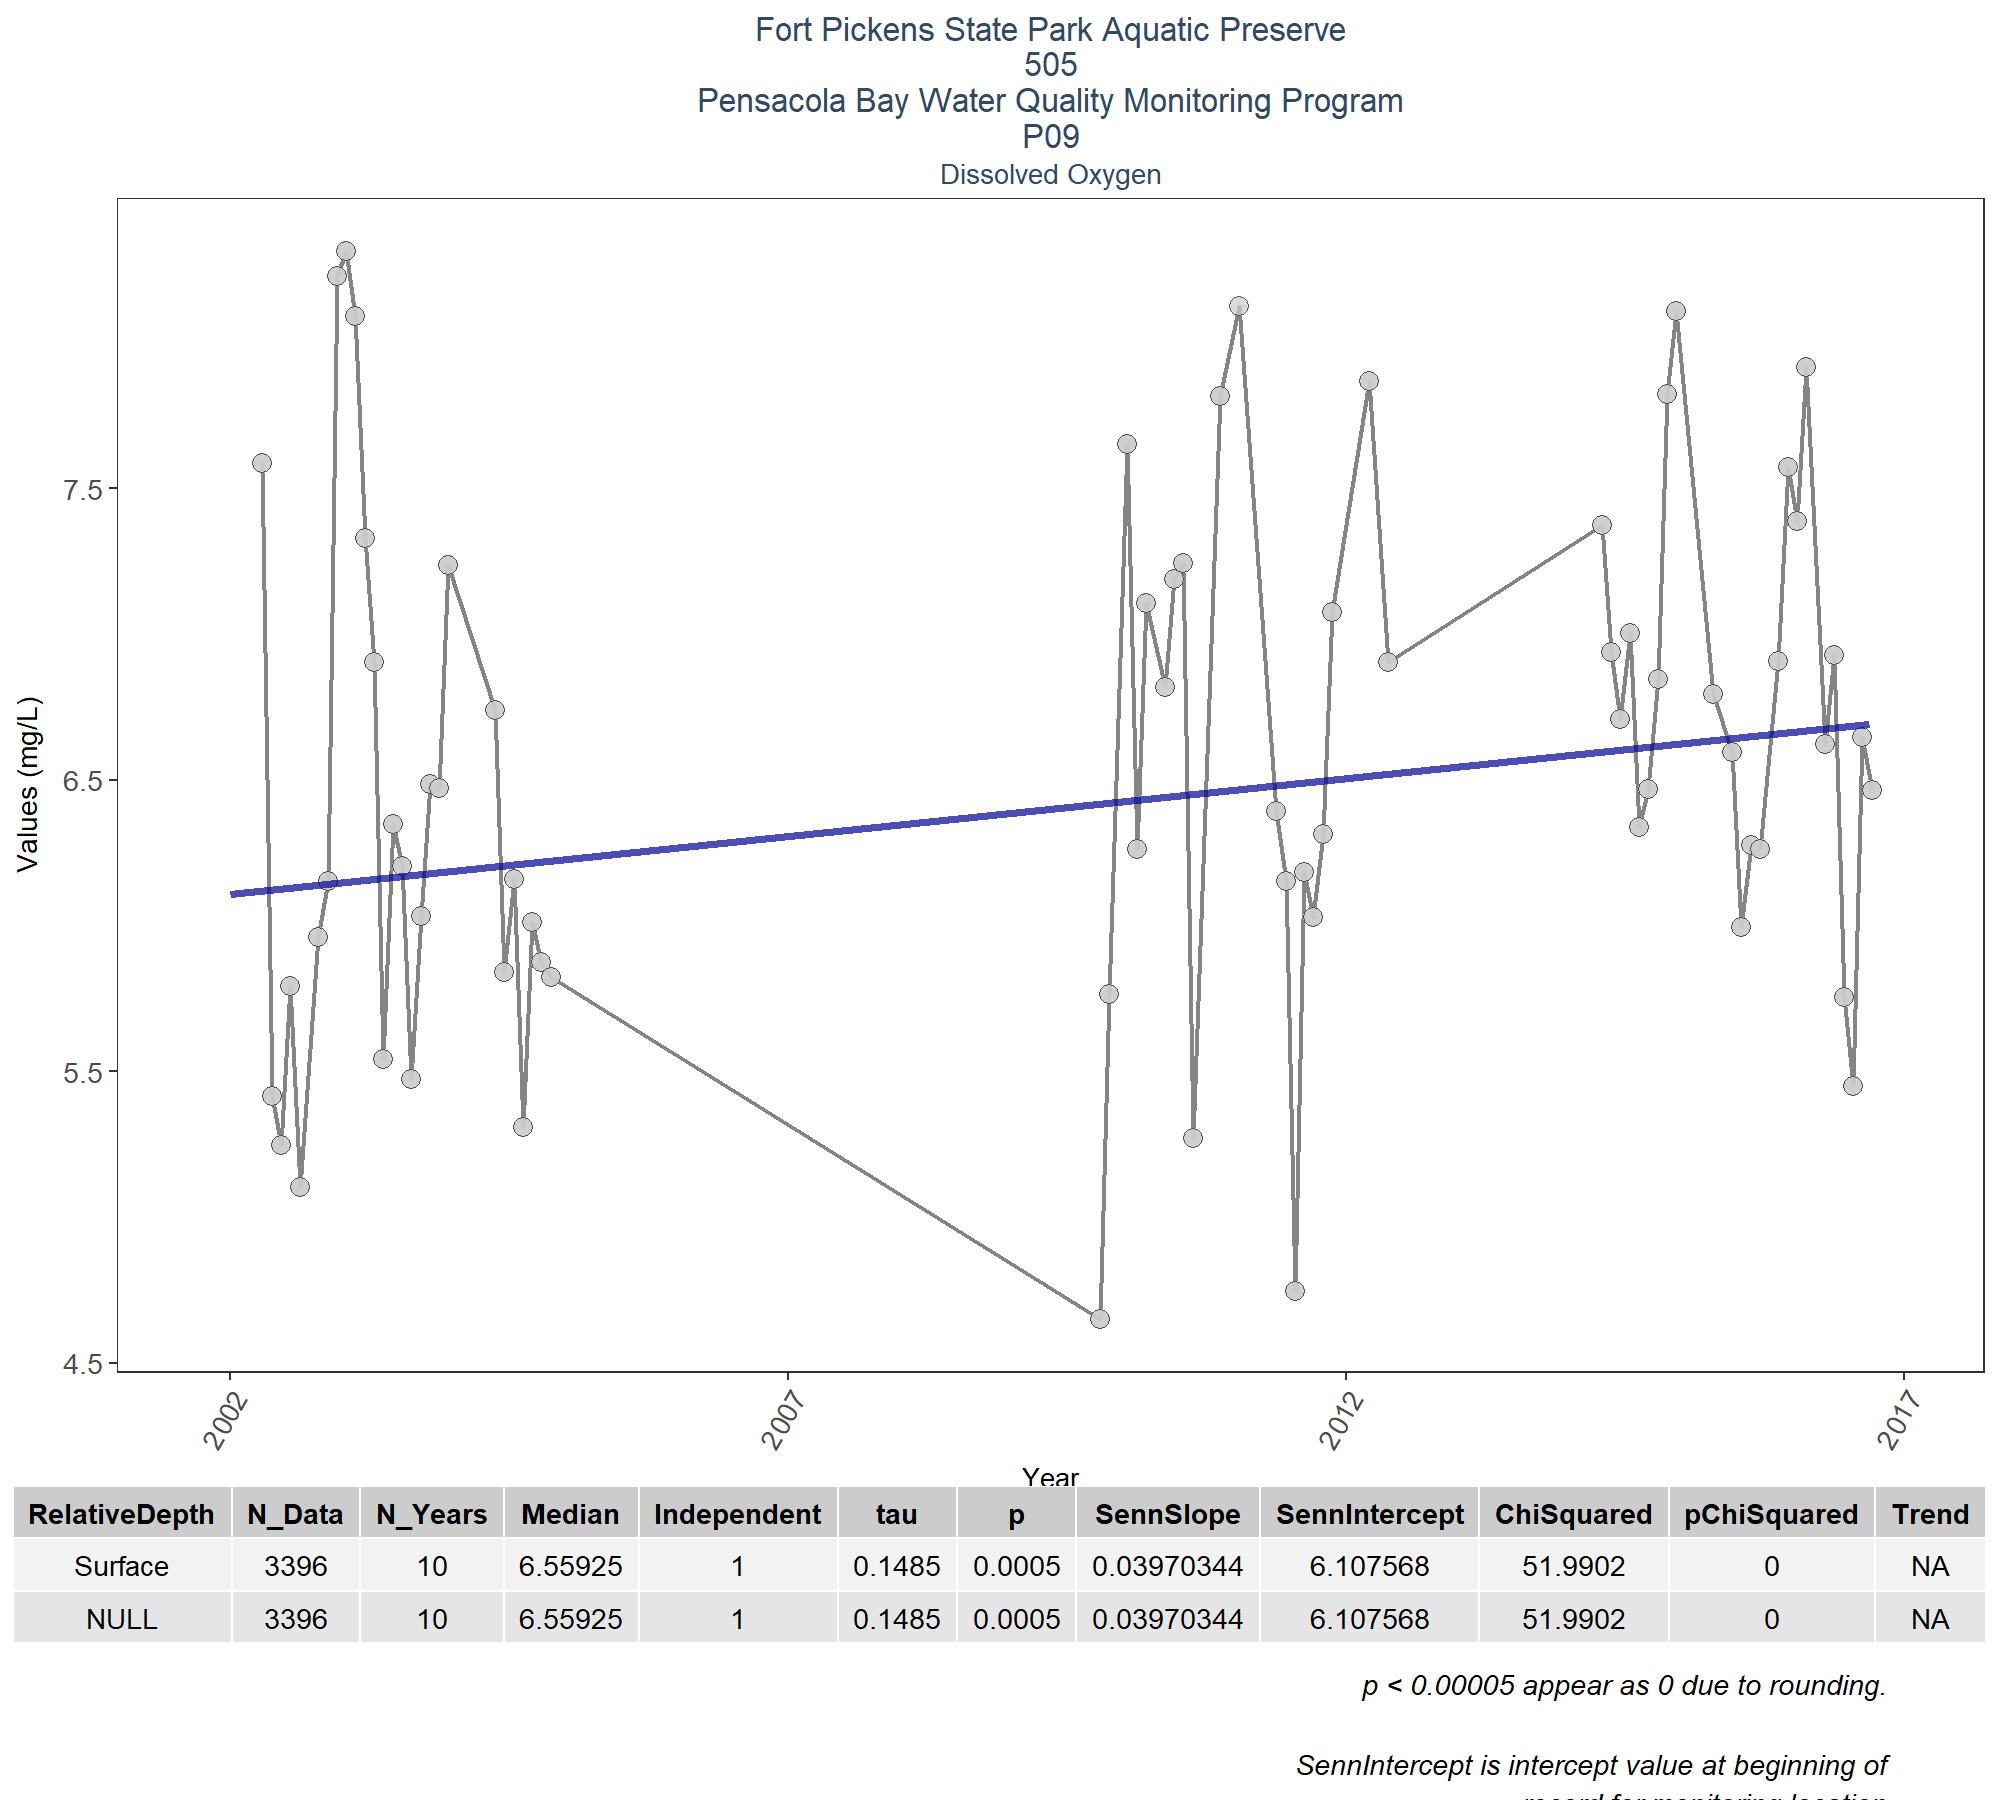 Fort Pickens State Park Aquatic Preserve
505
Pensacola Bay Water Quality Monitoring Program
P09
Dissolved Oxygen
Values (mg/L)
7.5
6.5
5.5
4.5
2002 2007 2012 2017
Year
RelativeDepth N_Data N_Years Median Independent tau p SennSlope SennIntercept ChiSquared pChiSquared Trend
Surface 3396 10 6.55925 1 0.1485 0.0005 0.03970344 6.107568 51.9902 0 NA
NULL 3396 10 6.55925 1 0.1485 0.0005 0.03970344 6.107568 51.9902 0 NA
p < 0.00005 appear as 0 due to rounding.
SennIntercept is intercept value at beginning of
record for monitoring location